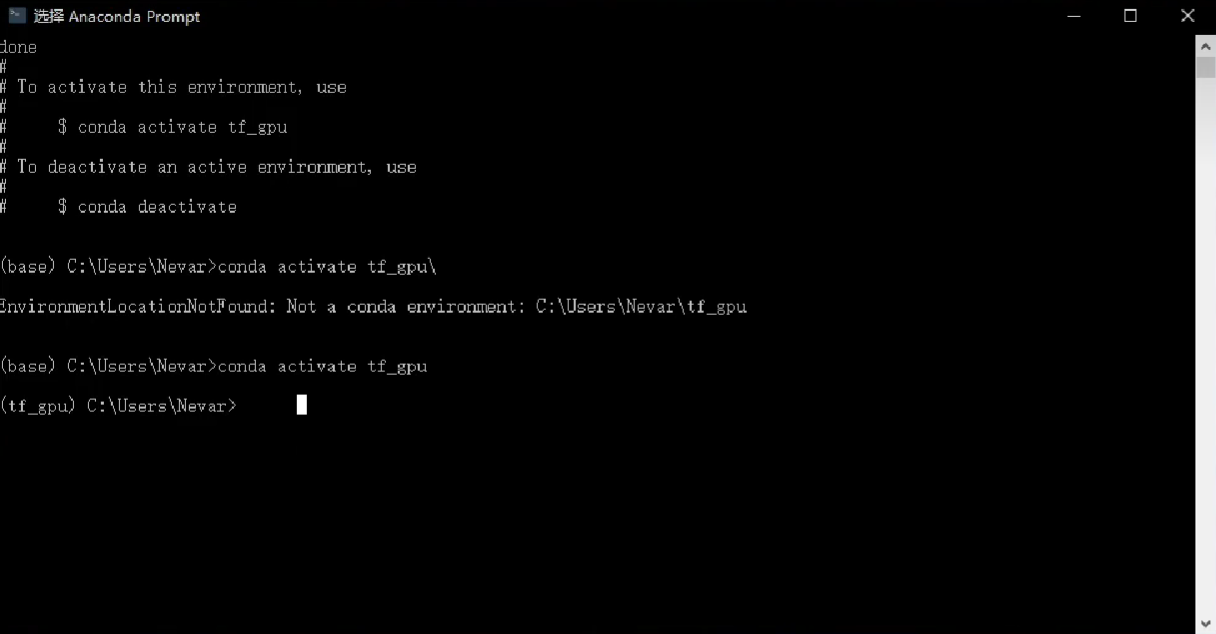 选择 Anaconda Prompt
done
#
# To activate this environment, use
#
#     $ conda activate tf_gpu
#
# To deactivate an active environment, use
#
#     $ conda deactivate
(base) C:\Users\Nevar>conda activate tf_gpu\
EnvironmentLocationNotFound: Not a conda environment: C:\Users\Nevar\tf_gpu
(base) C:\Users\Nevar>conda activate tf_gpu
(tf_gpu) C:\Users\Nevar>